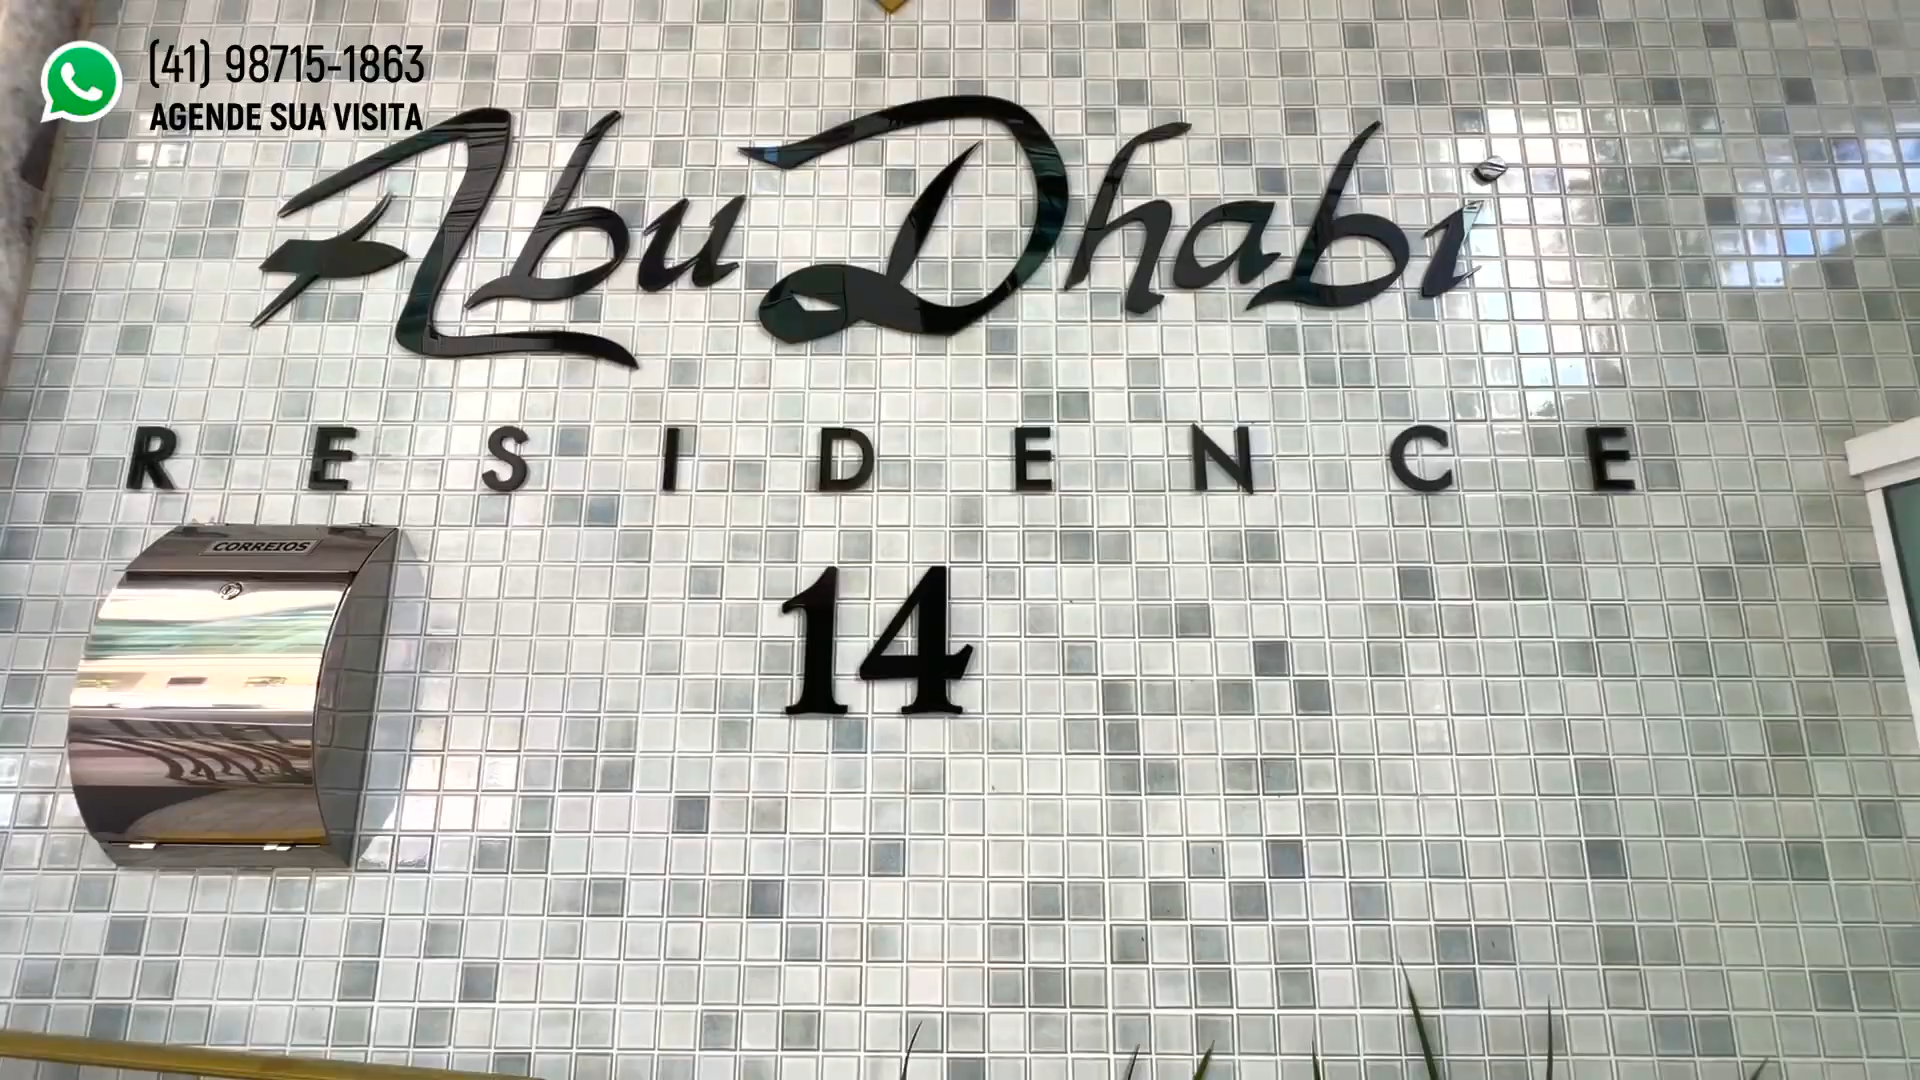 (41) 98715-1863
AGENDE SUA VISITA
Abu Dhabi
RESIDENCE
CORREIOS
14